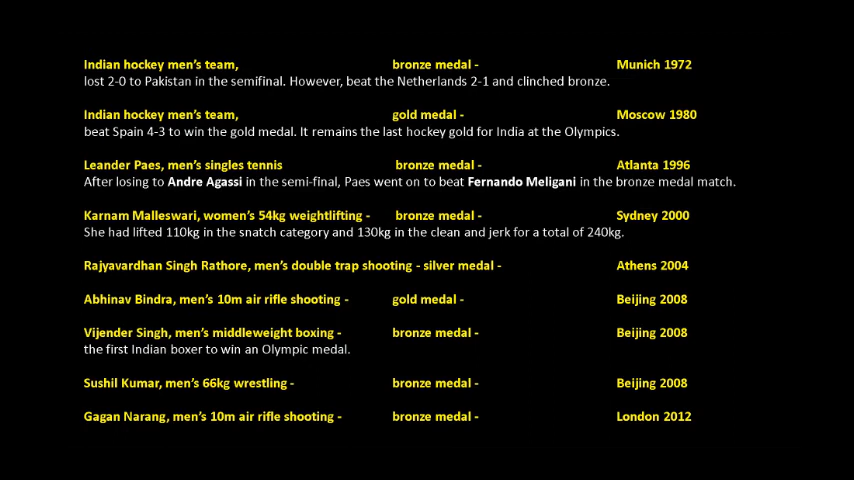 Indian hockey men's team, bronze medal - Munich 1972
lost 2-0 to Pakistan in the semifinal. However, beat the Netherlands 2-1 and clinched bronze.
Indian hockey men's team, gold medal - Moscow 1980
beat Spain 4-3 to win the gold medal. It remains the last hockey gold for India at the Olympics.
Leander Paes, men's singles tennis bronze medal - Atlanta 1996
After losing to Andre Agassi in the semi-final, Paes went on to beat Fernando Meligani in the bronze medal match.
Karnam Malleswari, women's 54kg weightlifting - bronze medal - Sydney 2000
She had lifted 110kg in the snatch category and 130kg in the clean and jerk for a total of 240kg.
Rajyavardhan Singh Rathore, men's double trap shooting - silver medal - Athens 2004
Abhinav Bindra, men's 10m air rifle shooting - gold medal - Beijing 2008
Vijender Singh, men's middleweight boxing - bronze medal - Beijing 2008
the first Indian boxer to win an Olympic medal.
Sushil Kumar, men's 66kg wrestling - bronze medal - Beijing 2008
Gagan Narang, men's 10m air rifle shooting - bronze medal - London 2012